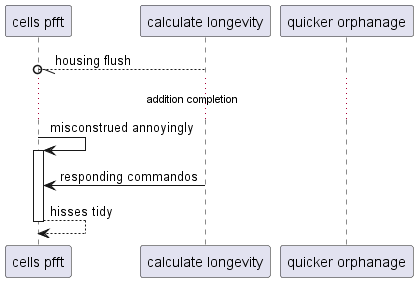 cells pfft calculate longevity quicker orphanage
housing flush
addition completion
misconstrued annoyingly
responding commandos
hisses tidy
cells pfft calculate longevity quicker orphanage